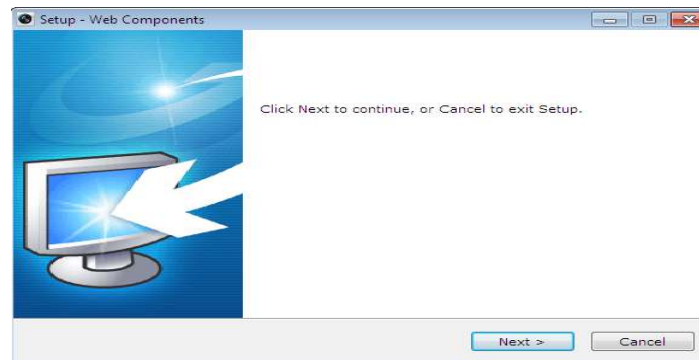 Setup - Web Components
Click Next to continue, or Cancel to exit Setup.
Next >
Cancel